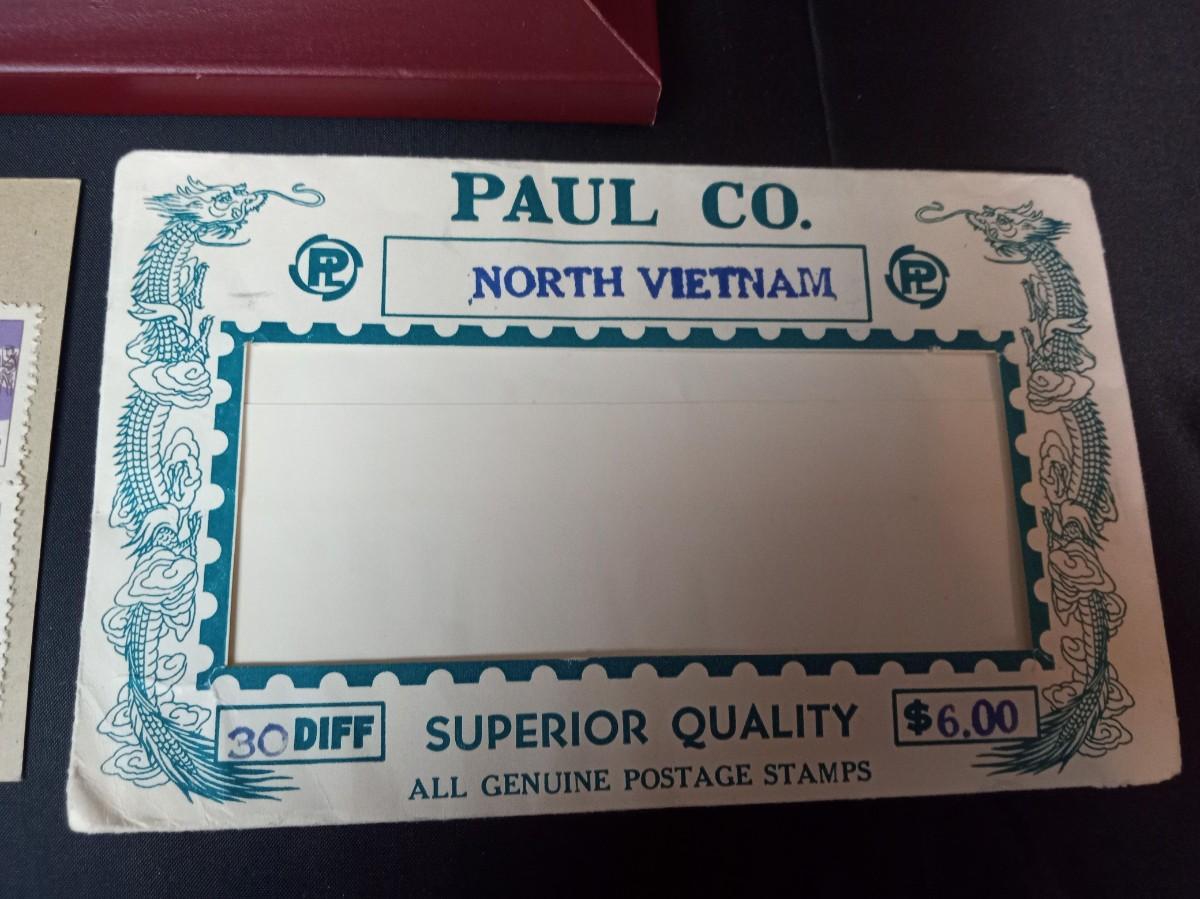 PAUL CO.
PL NORTH VIETNAM PL
30 DIFF SUPERIOR QUALITY $6.00
ALL GENUINE POSTAGE STAMPS